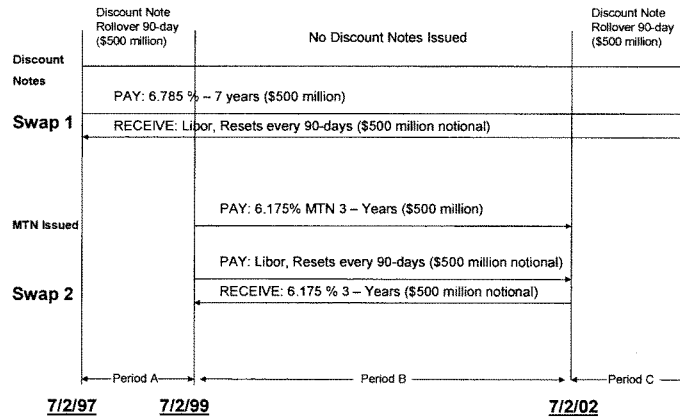 Discount Note
Rollover 90-day
($500 million)
No Discount Notes Issued
Discount Note
Rollover 90-day
($500 million)
Discount
Notes
PAY: 6.785 % – 7 years ($500 million)
Swap 1
RECEIVE: Libor, Resets every 90-days ($500 million notional)
PAY: 6.175% MTN 3 – Years ($500 million)
MTN Issued
PAY: Libor, Resets every 90-days ($500 million notional)
Swap 2
RECEIVE: 6.175 % 3 – Years ($500 million notional)
Period A
Period B
Period C
7/2/97
7/2/99
7/2/02